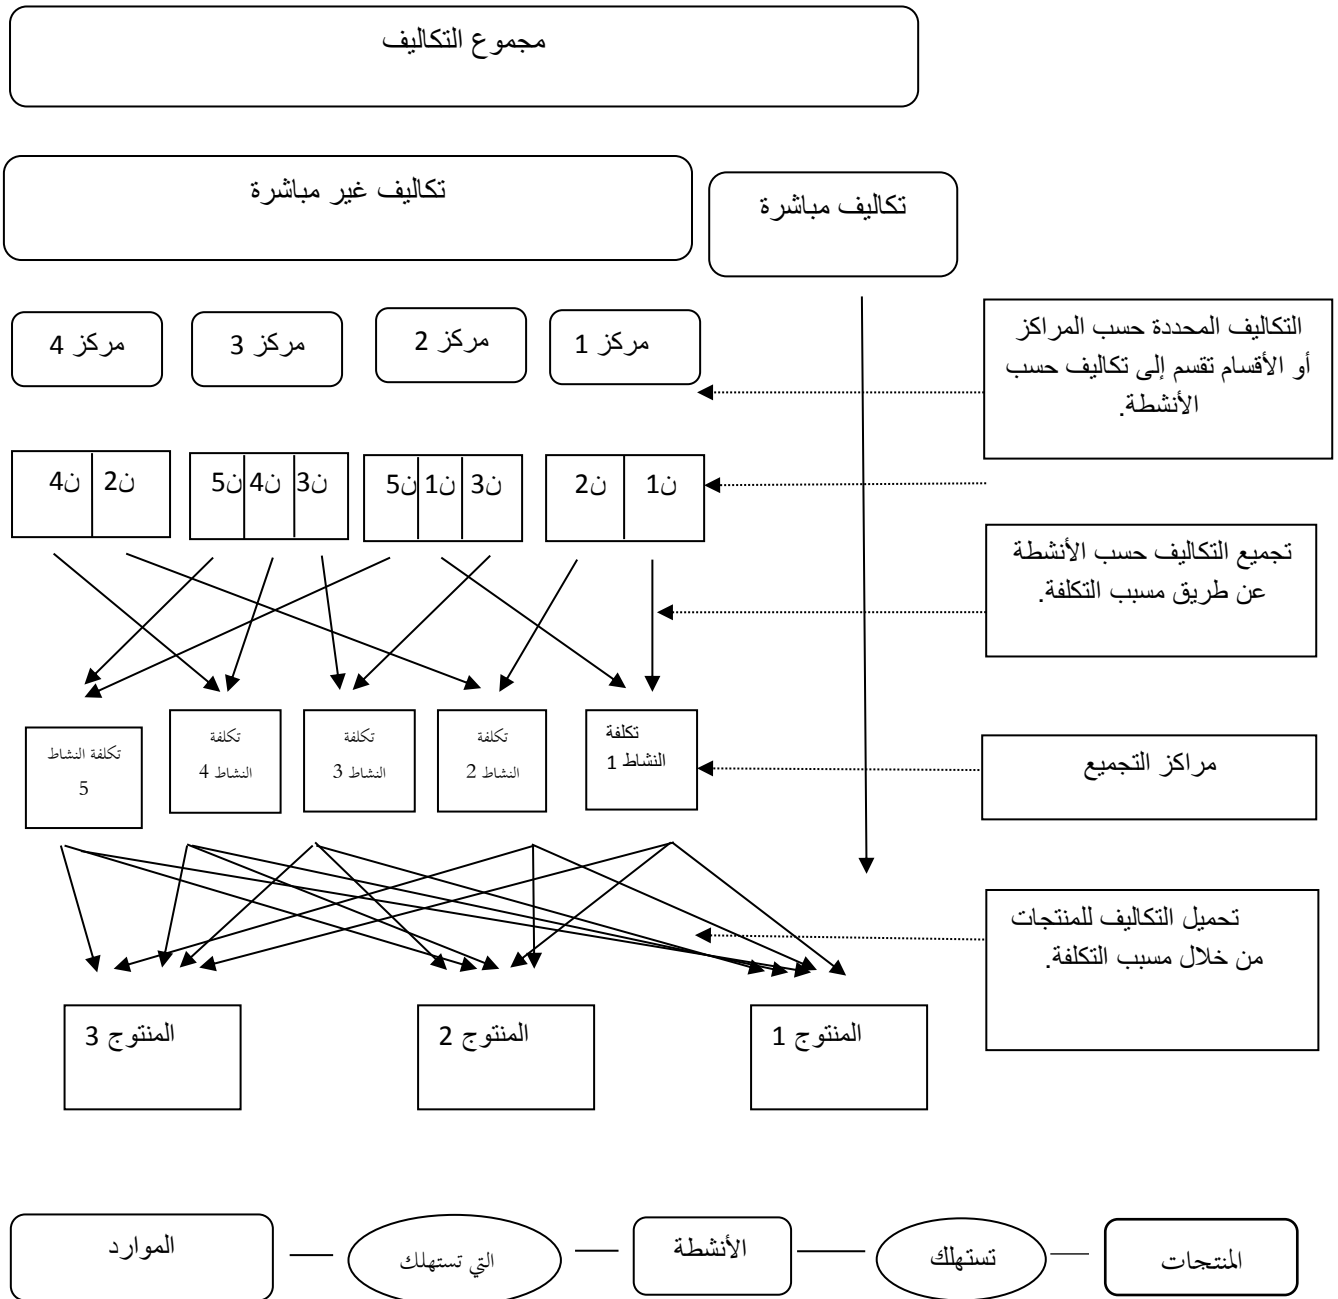 مجموع التكاليف
تكاليف مباشرة
تكاليف غير مباشرة
مركز 1
مركز 2
مركز 3
مركز 4
التكاليف المحددة حسب المراكز
أو الأقسام تقسم إلى تكاليف حسب
الأنشطة.
ن1
ن2
ن3
ن1
ن5
ن3
ن4
ن5
ن2
ن4
تجميع التكاليف حسب الأنشطة
عن طريق مسبب التكلفة.
تكلفة
النشاط 1
تكلفة
النشاط 2
تكلفة
النشاط 3
تكلفة
النشاط 4
تكلفة النشاط
5
مراكز التجميع
تحميل التكاليف للمنتجات
من خلال مسبب التكلفة.
المنتوج 1
المنتوج 2
المنتوج 3
المنتجات
تستهلك
الأنشطة
التي تستهلك
الموارد